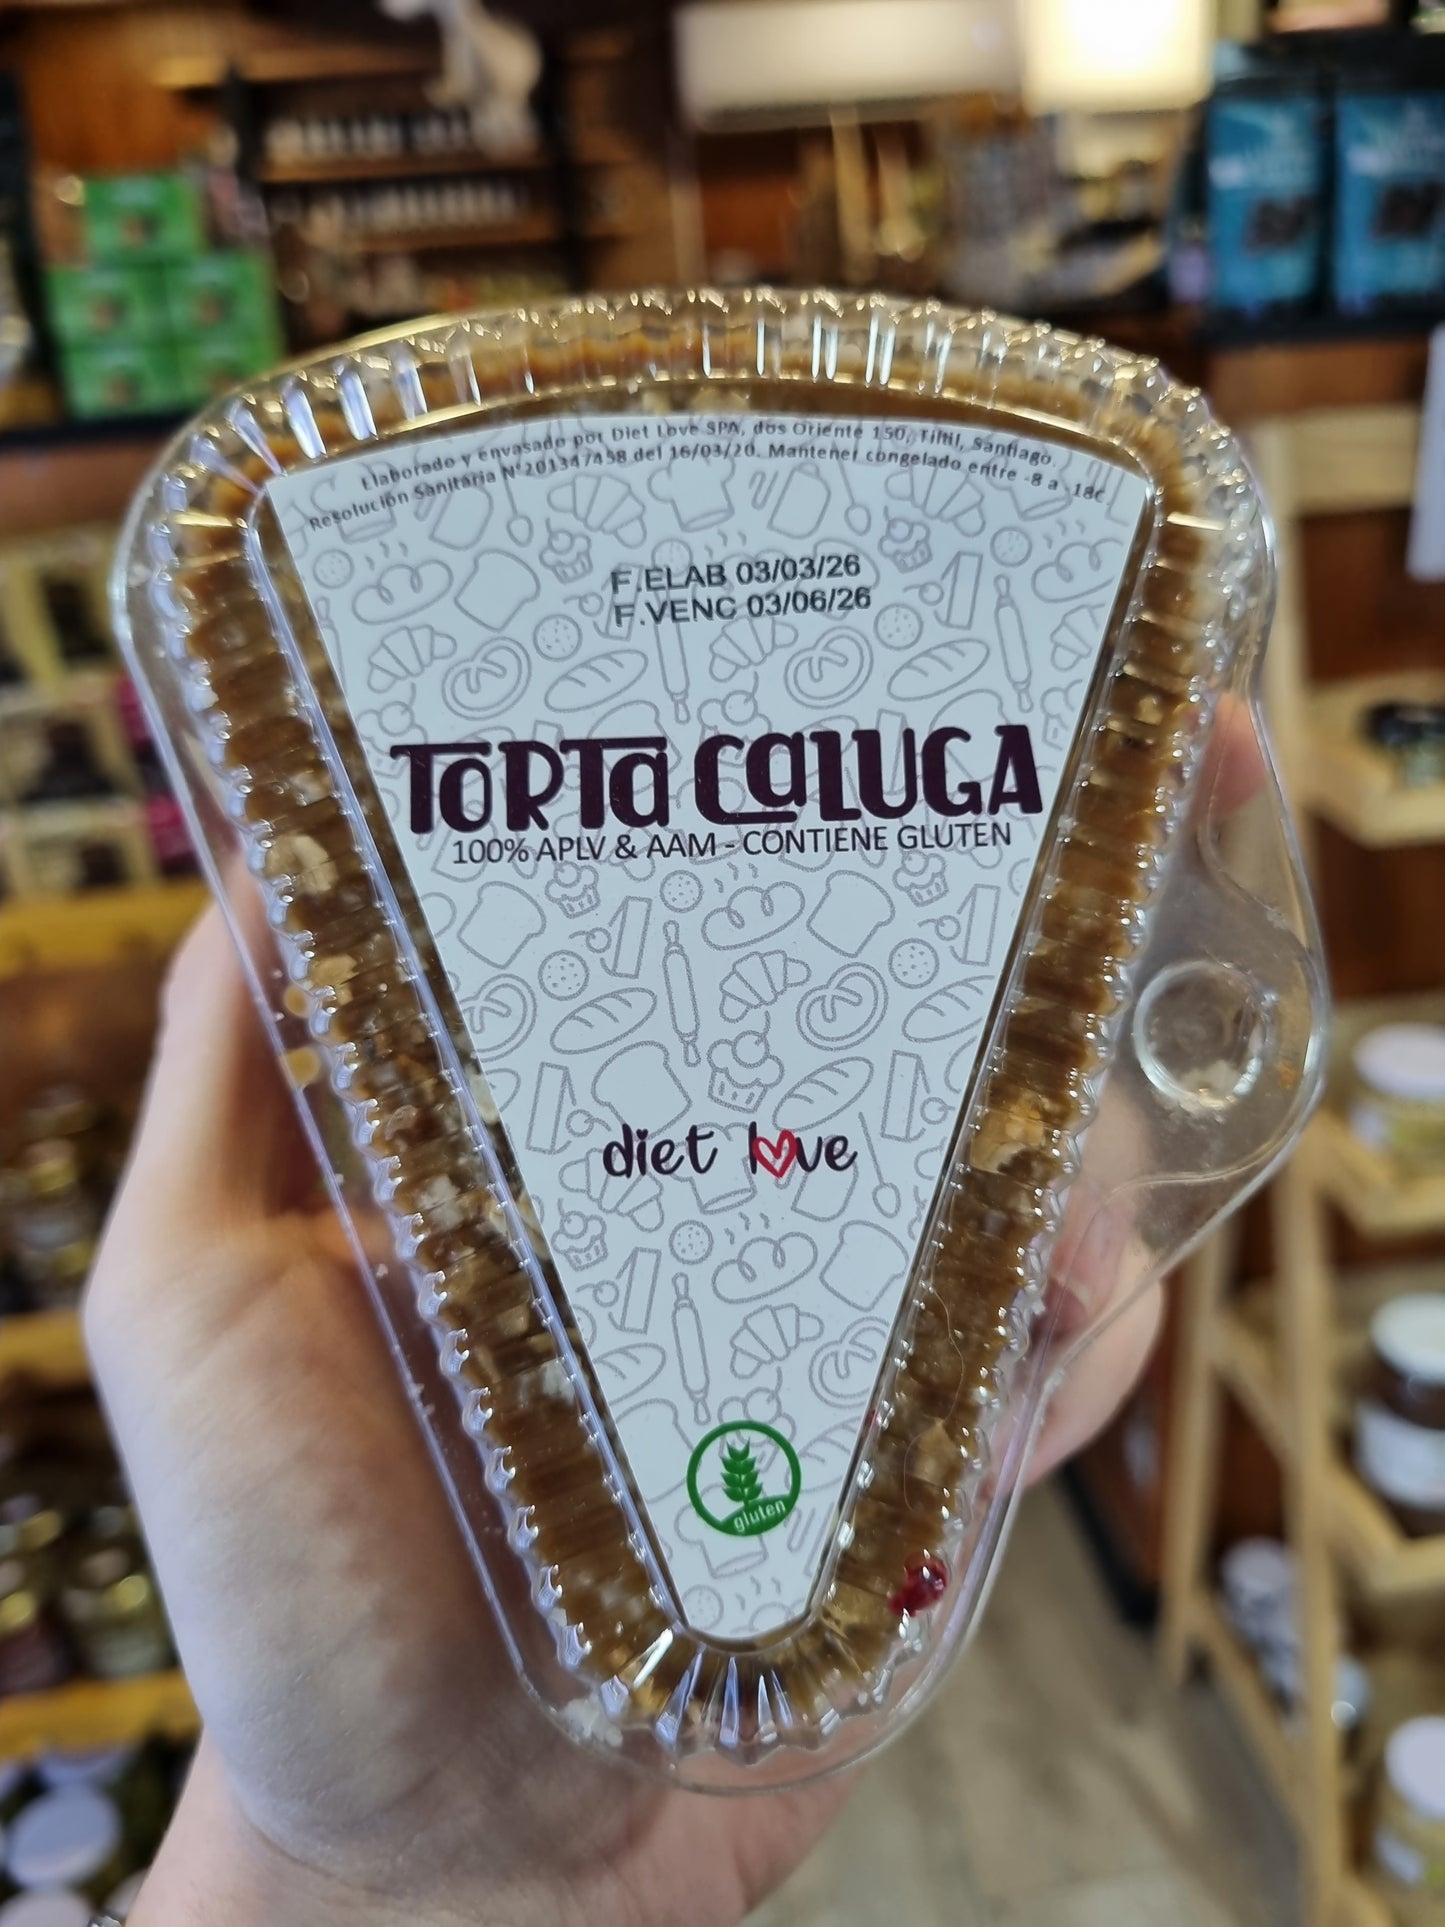 Elaborado y envasado por Diet Love SPA, dos Oriente 150, Tiltil, Santiago.
Resolución Sanitaria N°201347458 del 16/03/20. Mantener congelado entre -8 a -18c
F.ELAB 03/03/26
F.VENC 03/06/26
TORTA CALUGA
100% APLV & AAM - CONTIENE GLUTEN
diet love
gluten